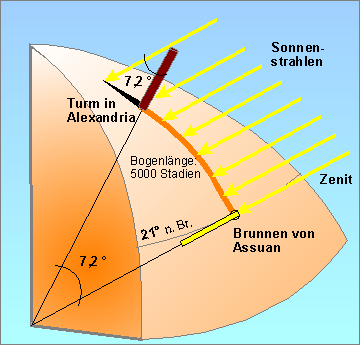 Sonnen-
strahlen
7,2°
Turm in
Alexandria
Bogenlänge:
5000 Stadien
Zenit
21° n. Br.
Brunnen von
Assuan
7,2°